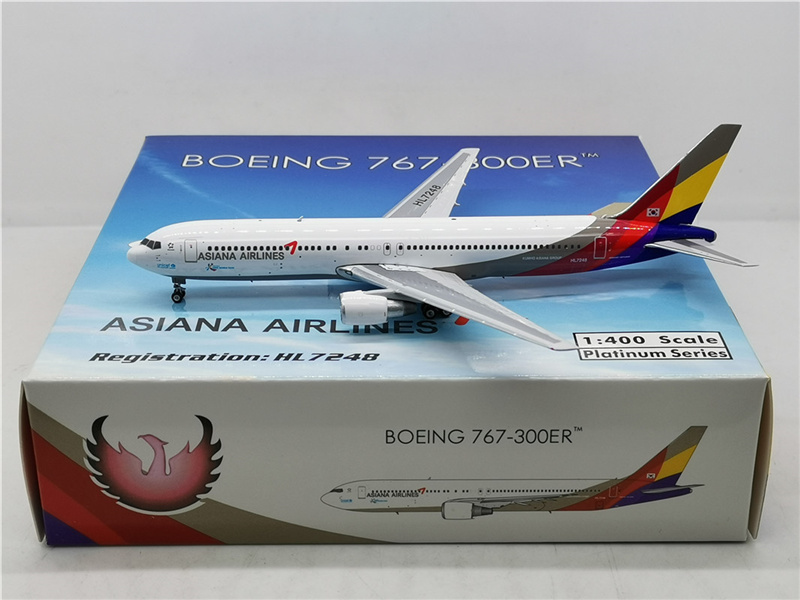 BOEING 767-300ER™
HL7248
ASIANA AIRLINES
HL7248
ASIANA AIRLINES
Registration: HL7248
1:400 Scale
Platinum Series
BOEING 767-300ER™
ASIANA AIRLINES